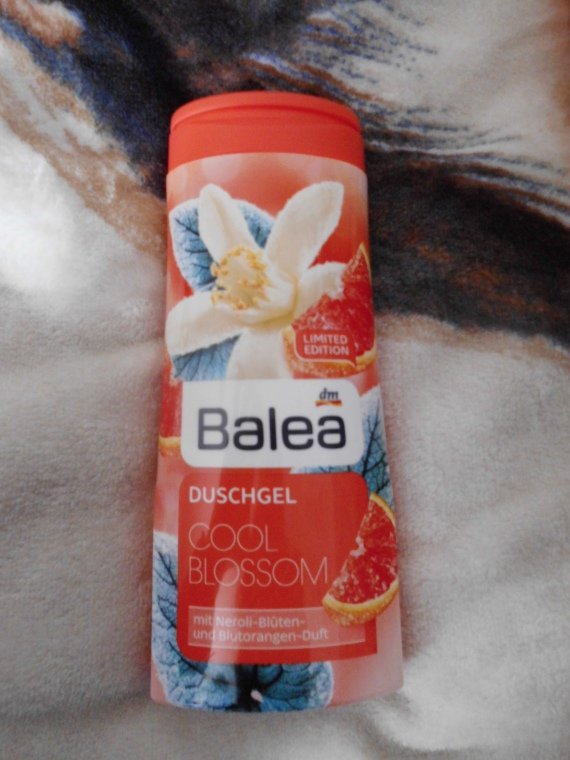 LIMITED
EDITION
dm
Balea
DUSCHGEL
COOL
BLOSSOM
mit Neroli-Blüten-
und Blutorangen-Duft